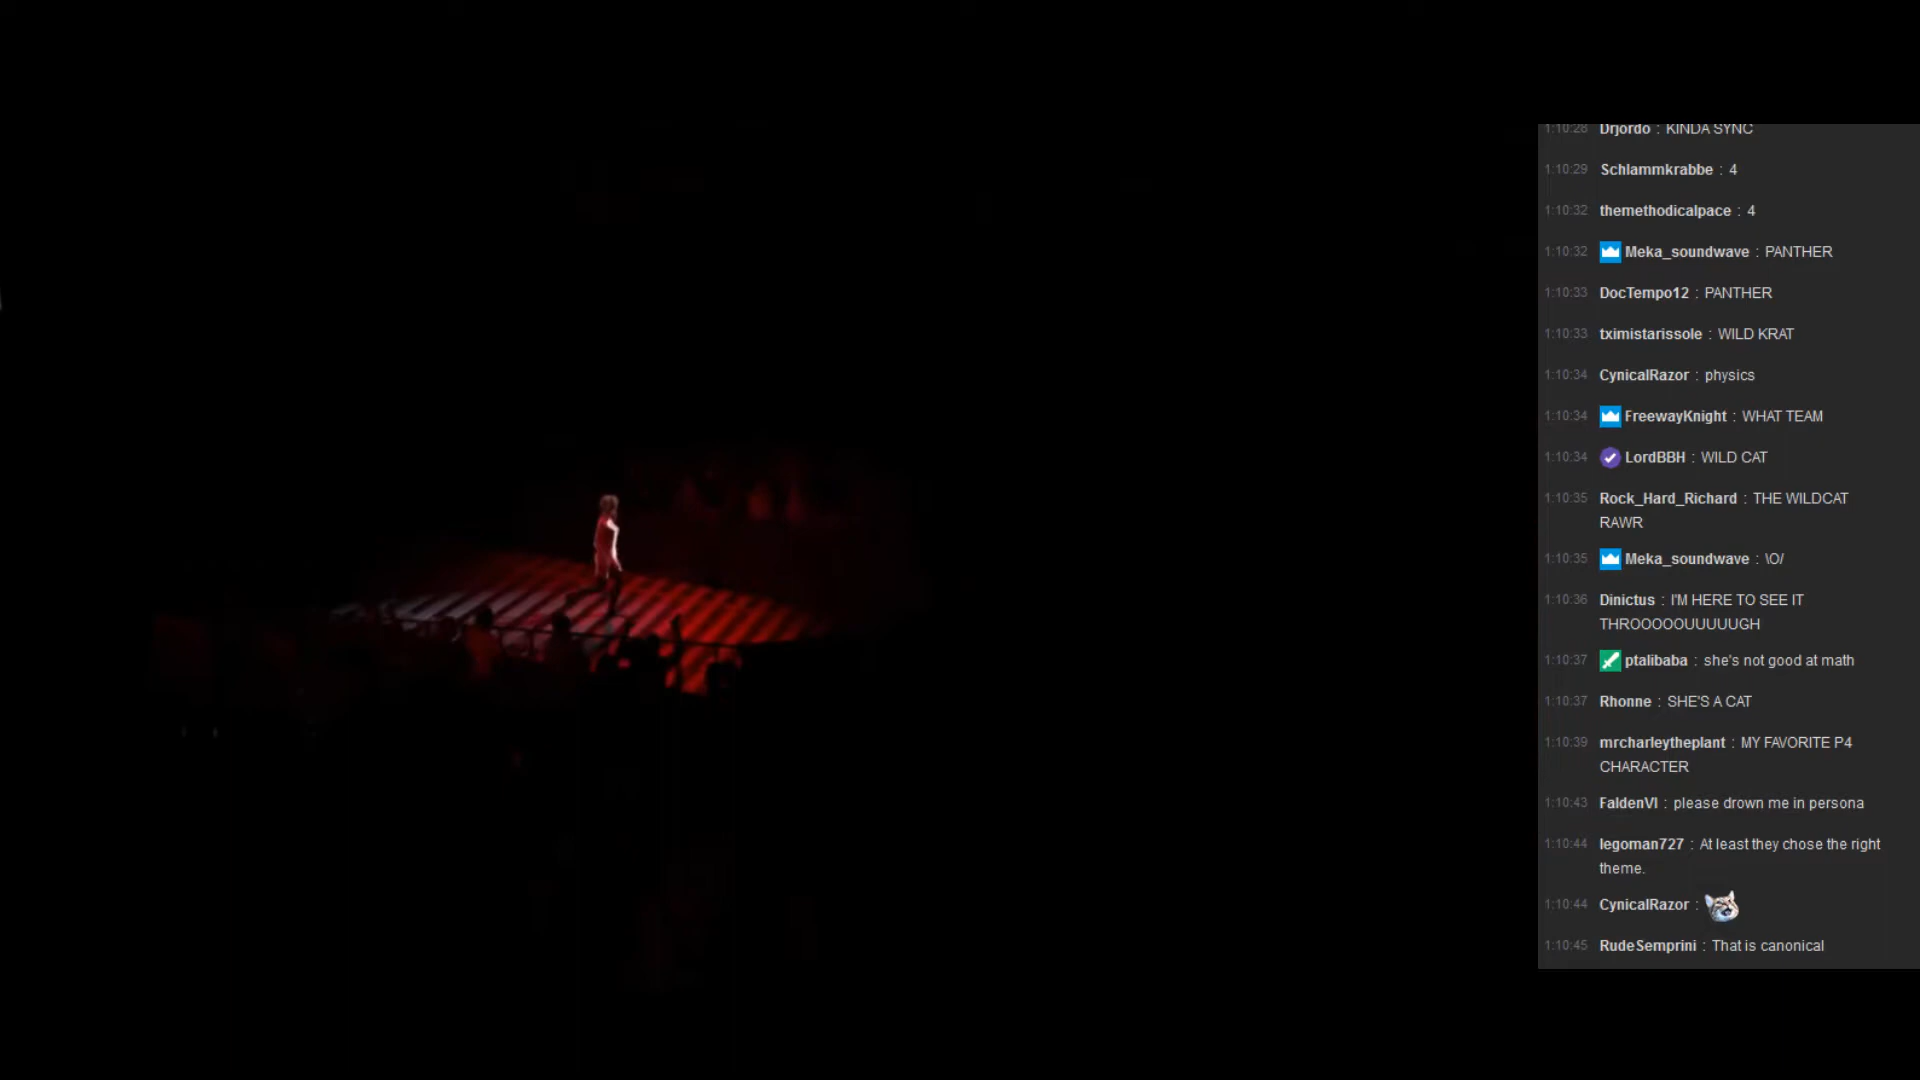 1:10:28 Drjordo : KINDA SYNC
1:10:29 Schlammkrabbe : 4
1:10:32 themethodicalpace : 4
1:10:32 Meka_soundwave : PANTHER
1:10:33 DocTempo12 : PANTHER
1:10:33 tximistarissole : WILD KRAT
1:10:34 CynicalRazor : physics
1:10:34 FreewayKnight : WHAT TEAM
1:10:34 LordBBH : WILD CAT
1:10:35 Rock_Hard_Richard : THE WILDCAT
RAWR
1:10:35 Meka_soundwave : \O/
1:10:36 Dinictus : I'M HERE TO SEE IT
THROOOOOUUUUUGH
1:10:37 ptalibaba : she's not good at math
1:10:37 Rhonne : SHE'S A CAT
1:10:39 mrcharleytheplant : MY FAVORITE P4
CHARACTER
1:10:43 FaldenVI : please drown me in persona
1:10:44 legoman727 : At least they chose the right
theme.
1:10:44 CynicalRazor :
1:10:45 RudeSemprini : That is canonical